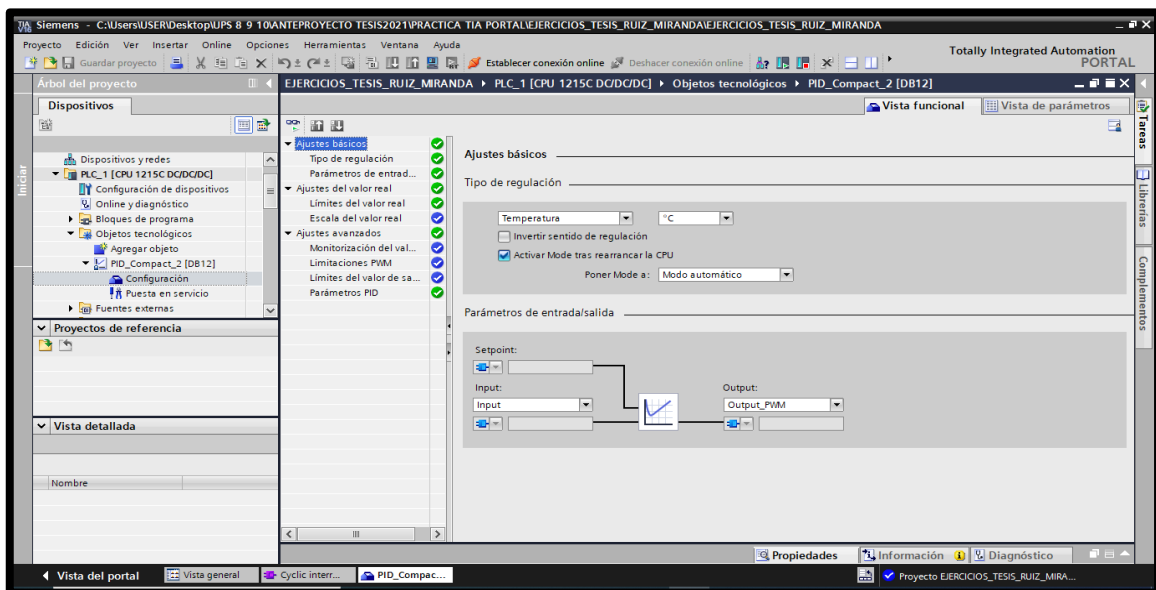 Siemens - C:\Users\USER\Desktop\UPS 8 9 10\ANTEPROYECTO TESIS2021\PRACTICA TIA PORTAL\EJERCICIOS_TESIS_RUIZ_MIRANDA\EJERCICIOS_TESIS_RUIZ_MIRANDA
Proyecto Edición Ver Insertar Online Opciones Herramientas Ventana Ayuda
Totally Integrated Automation
PORTAL
Guardar proyecto Establecer conexión online Deshacer conexión online
Árbol del proyecto
EJERCICIOS_TESIS_RUIZ_MIRANDA PLC_1 [CPU 1215C DC/DC/DC] Objetos tecnológicos PID_Compact_2 [DB12]
Dispositivos
Vista funcional Vista de parámetros
Iniciar
Dispositivos y redes
PLC_1 [CPU 1215C DC/DC/DC]
Configuración de dispositivos
Online y diagnóstico
Bloques de programa
Objetos tecnológicos
Agregar objeto
PID_Compact_2 [DB12]
Configuración
Puesta en servicio
Fuentes externas
Proyectos de referencia
Vista detallada
Nombre
Ajustes básicos
Tipo de regulación
Parámetros de entrad...
Ajustes del valor real
Límites del valor real
Escala del valor real
Ajustes avanzados
Monitorización del val...
Limitaciones PWM
Límites del valor de sa...
Parámetros PID
Ajustes básicos
Tipo de regulación
Temperatura °C
Invertir sentido de regulación
Activar Mode tras rearrancar la CPU
Poner Mode a: Modo automático
Parámetros de entrada/salida
Setpoint:
Input: Output:
Input Output_PWM
Tareas
Librerías
Complementos
Propiedades Información Diagnóstico
Vista del portal Vista general Cyclic interr... PID_Compac... Proyecto EJERCICIOS_TESIS_RUIZ_MIRA...